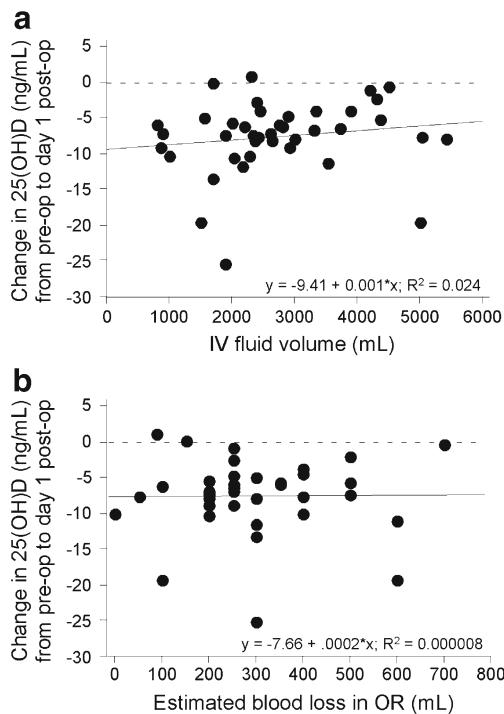 a
Change in 25(OH)D (ng/mL)
from pre-op to day 1 post-op
5
0
-5
-10
-15
-20
-25
-30
y = -9.41 + 0.001*x; R² = 0.024
0 1000 2000 3000 4000 5000 6000
IV fluid volume (mL)
b
Change in 25(OH)D (ng/mL)
from pre-op to day 1 post-op
5
0
-5
-10
-15
-20
-25
-30
y = -7.66 + .0002*x; R² = 0.000008
0 100 200 300 400 500 600 700 800
Estimated blood loss in OR (mL)